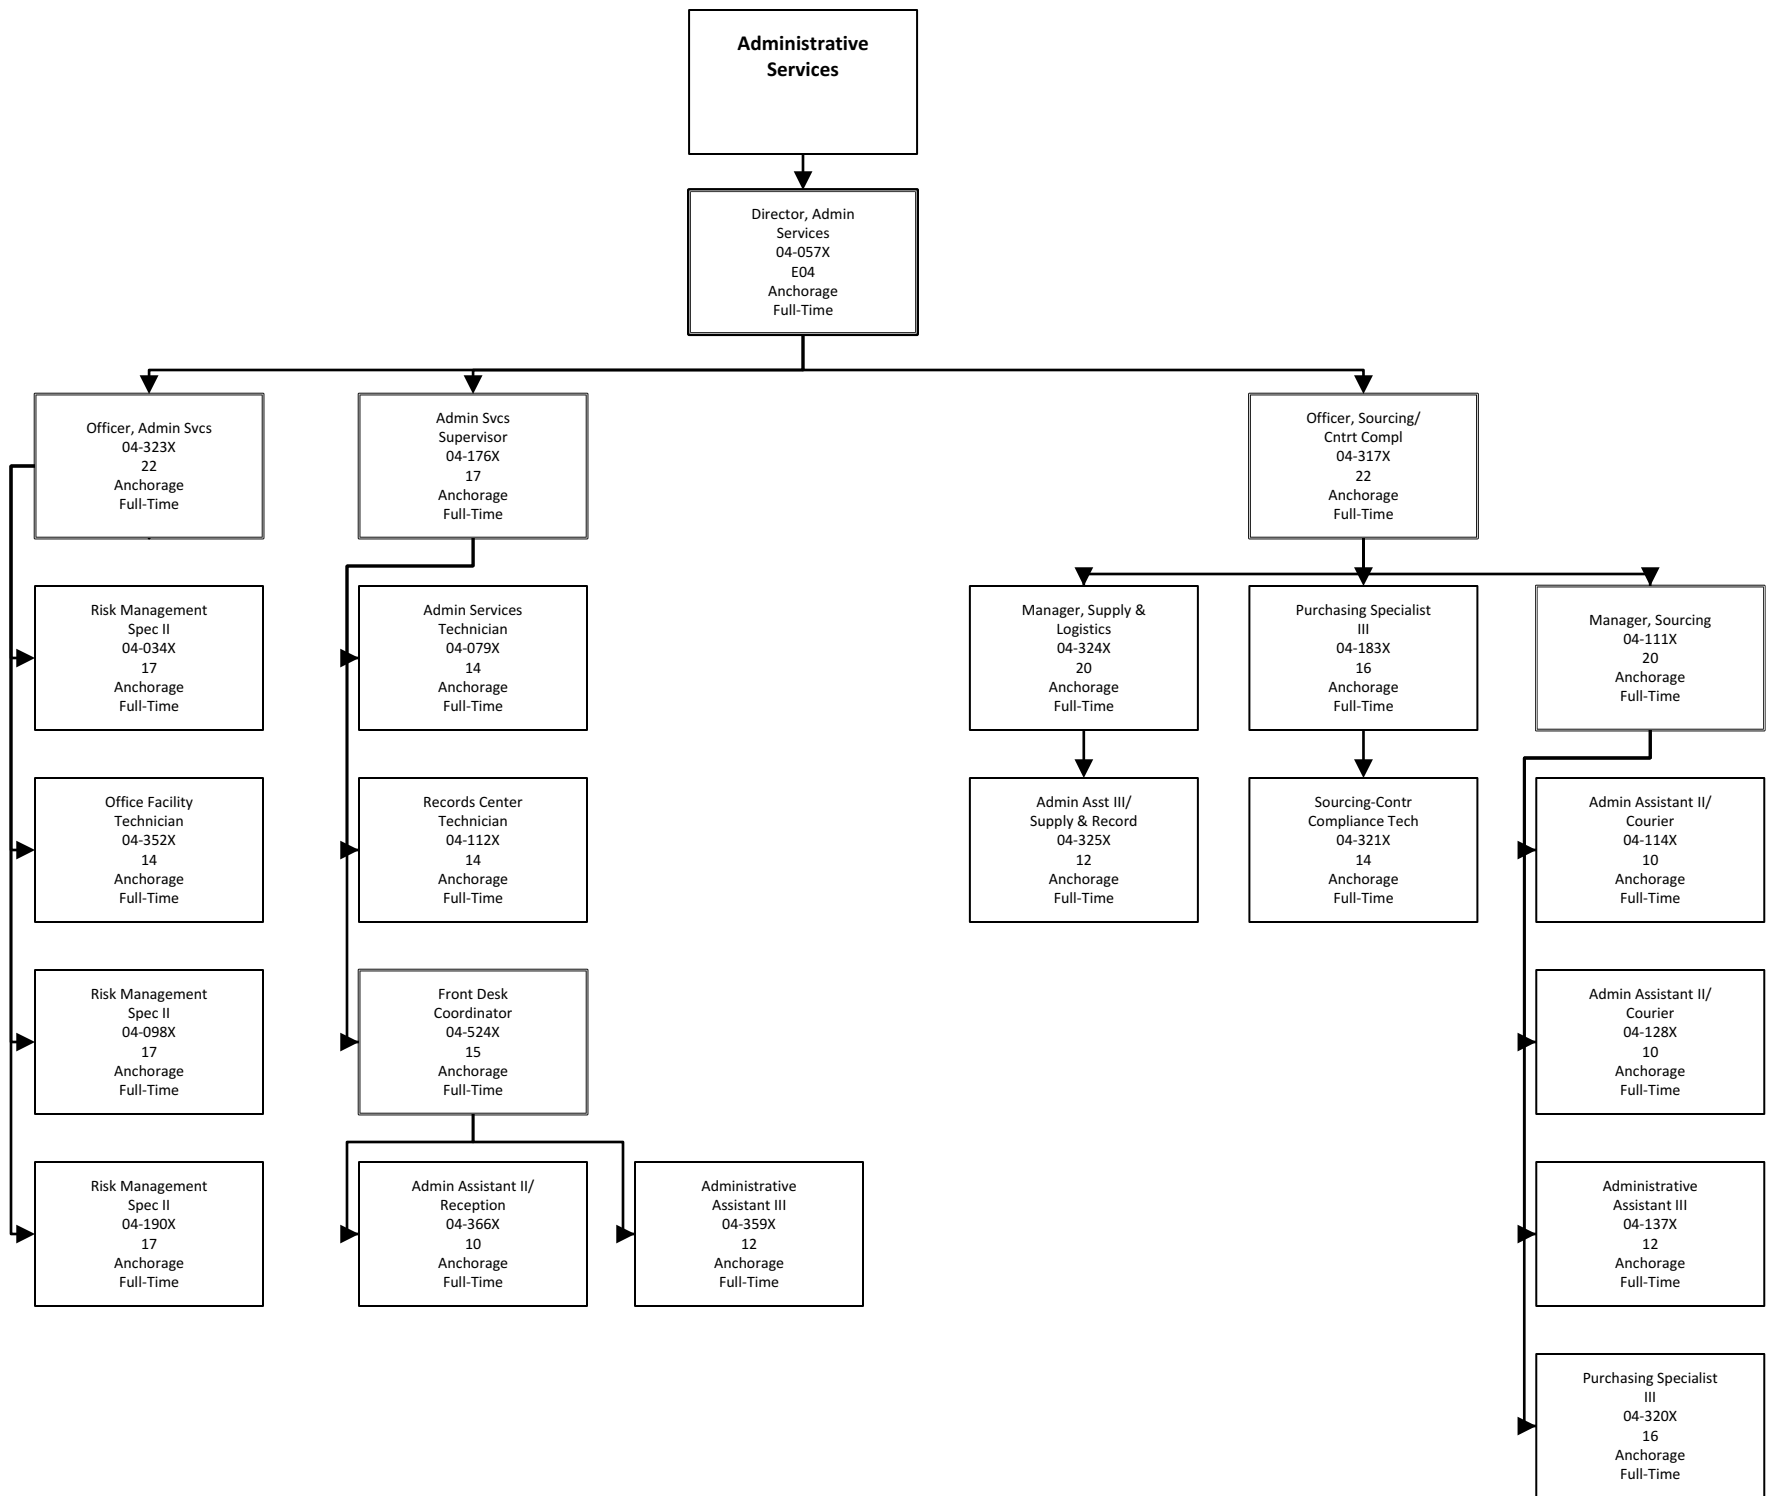 Administrative
Services
Director, Admin
Services
04-057X
E04
Anchorage
Full-Time
Officer, Admin Svcs
04-323X
22
Anchorage
Full-Time
Admin Svcs
Supervisor
04-176X
17
Anchorage
Full-Time
Officer, Sourcing/
Cntrt Compl
04-317X
22
Anchorage
Full-Time
Risk Management
Spec II
04-034X
17
Anchorage
Full-Time
Admin Services
Technician
04-079X
14
Anchorage
Full-Time
Manager, Supply &
Logistics
04-324X
20
Anchorage
Full-Time
Purchasing Specialist
III
04-183X
16
Anchorage
Full-Time
Manager, Sourcing
04-111X
20
Anchorage
Full-Time
Office Facility
Technician
04-352X
14
Anchorage
Full-Time
Records Center
Technician
04-112X
14
Anchorage
Full-Time
Admin Asst III/
Supply & Record
04-325X
12
Anchorage
Full-Time
Sourcing-Contr
Compliance Tech
04-321X
14
Anchorage
Full-Time
Admin Assistant II/
Courier
04-114X
10
Anchorage
Full-Time
Risk Management
Spec II
04-098X
17
Anchorage
Full-Time
Front Desk
Coordinator
04-524X
15
Anchorage
Full-Time
Admin Assistant II/
Courier
04-128X
10
Anchorage
Full-Time
Risk Management
Spec II
04-190X
17
Anchorage
Full-Time
Admin Assistant II/
Reception
04-366X
10
Anchorage
Full-Time
Administrative
Assistant III
04-359X
12
Anchorage
Full-Time
Administrative
Assistant III
04-137X
12
Anchorage
Full-Time
Purchasing Specialist
III
04-320X
16
Anchorage
Full-Time